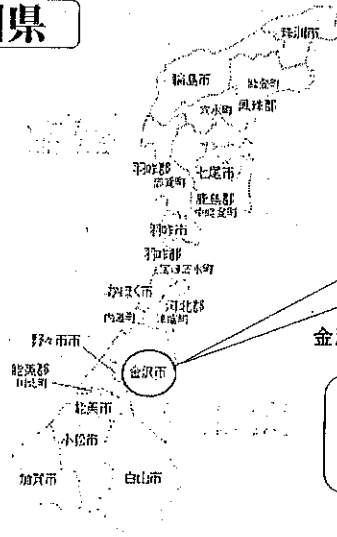 川県
珠洲市
輪島市
能登町
穴水町
鳳珠郡
羽咋郡
志賀町
七尾市
鹿島郡
中能登町
羽咋市
羽咋郡
宝達志水町
かほく市
河北郡
内灘町
津幡町
野々市市
金沢市
金沢
能美郡
川北町
能美市
小松市
加賀市
白山市